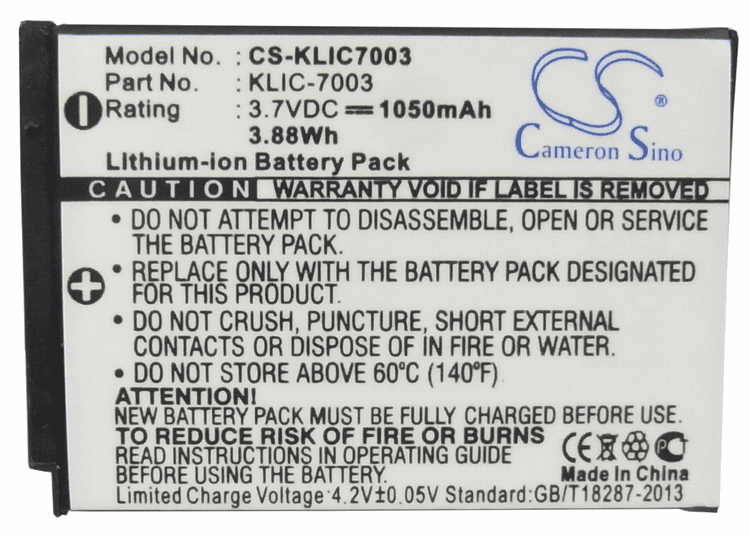 Model No. : CS-KLIC7003
Part No. : KLIC-7003
Rating : 3.7VDC ⎓ 1050mAh
3.88Wh
Lithium-ion Battery Pack
CS ®
Cameron Sino
CAUTION WARRANTY VOID IF LABEL IS REMOVED
• DO NOT ATTEMPT TO DISASSEMBLE, OPEN OR SERVICE
THE BATTERY PACK.
• REPLACE ONLY WITH THE BATTERY PACK DESIGNATED
FOR THIS PRODUCT.
• DO NOT CRUSH, PUNCTURE, SHORT EXTERNAL
CONTACTS OR DISPOSE OF IN FIRE OR WATER.
• DO NOT STORE ABOVE 60°C (140°F)
ATTENTION!
NEW BATTERY PACK MUST BE FULLY CHARGED BEFORE USE
TO REDUCE RISK OF FIRE OR BURNS
READ INSTRUCTIONS IN OPERATING GUIDE
BEFORE USING THE BATTERY PACK
CE
Made In China
Limited Charge Voltage: 4.2V±0.05V Standard: GB/T18287-2013